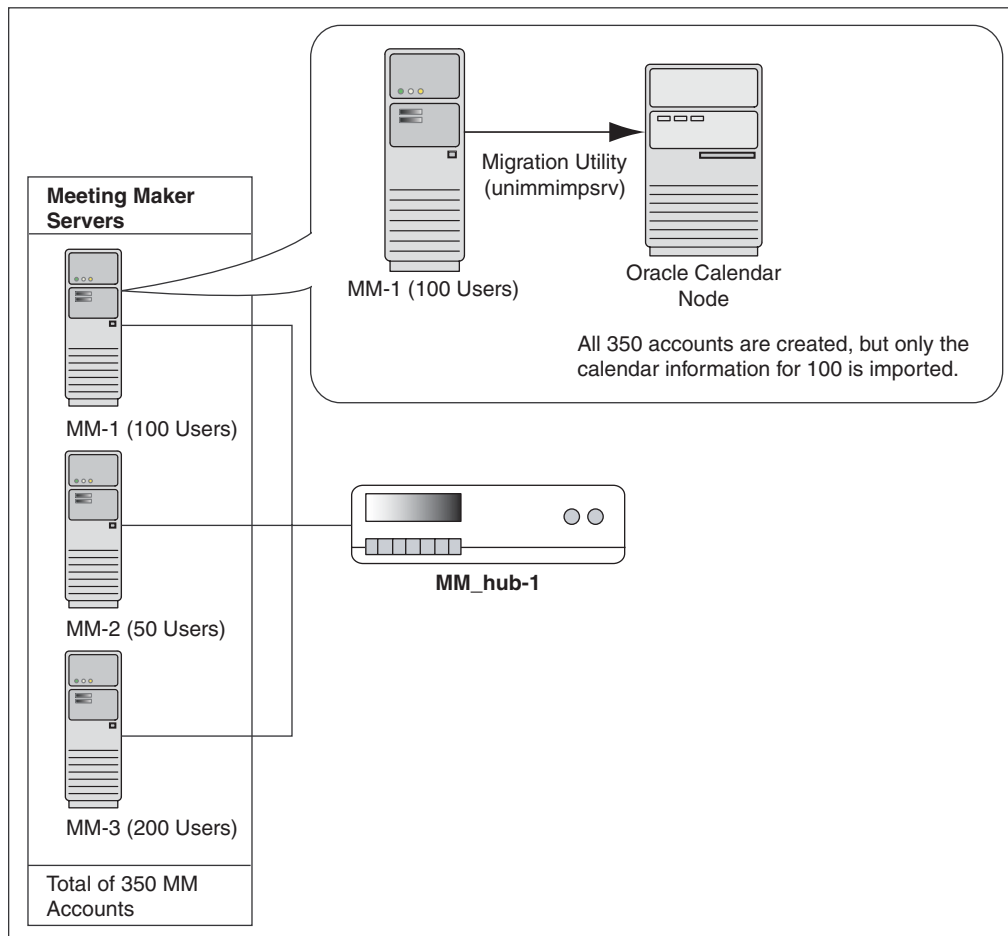 MM-1 (100 Users)
Migration Utility
(unimmimpsrv)
Oracle Calendar
Node
All 350 accounts are created, but only the
calendar information for 100 is imported.
Meeting Maker
Servers
MM-1 (100 Users)
MM-2 (50 Users)
MM-3 (200 Users)
Total of 350 MM
Accounts
MM_hub-1